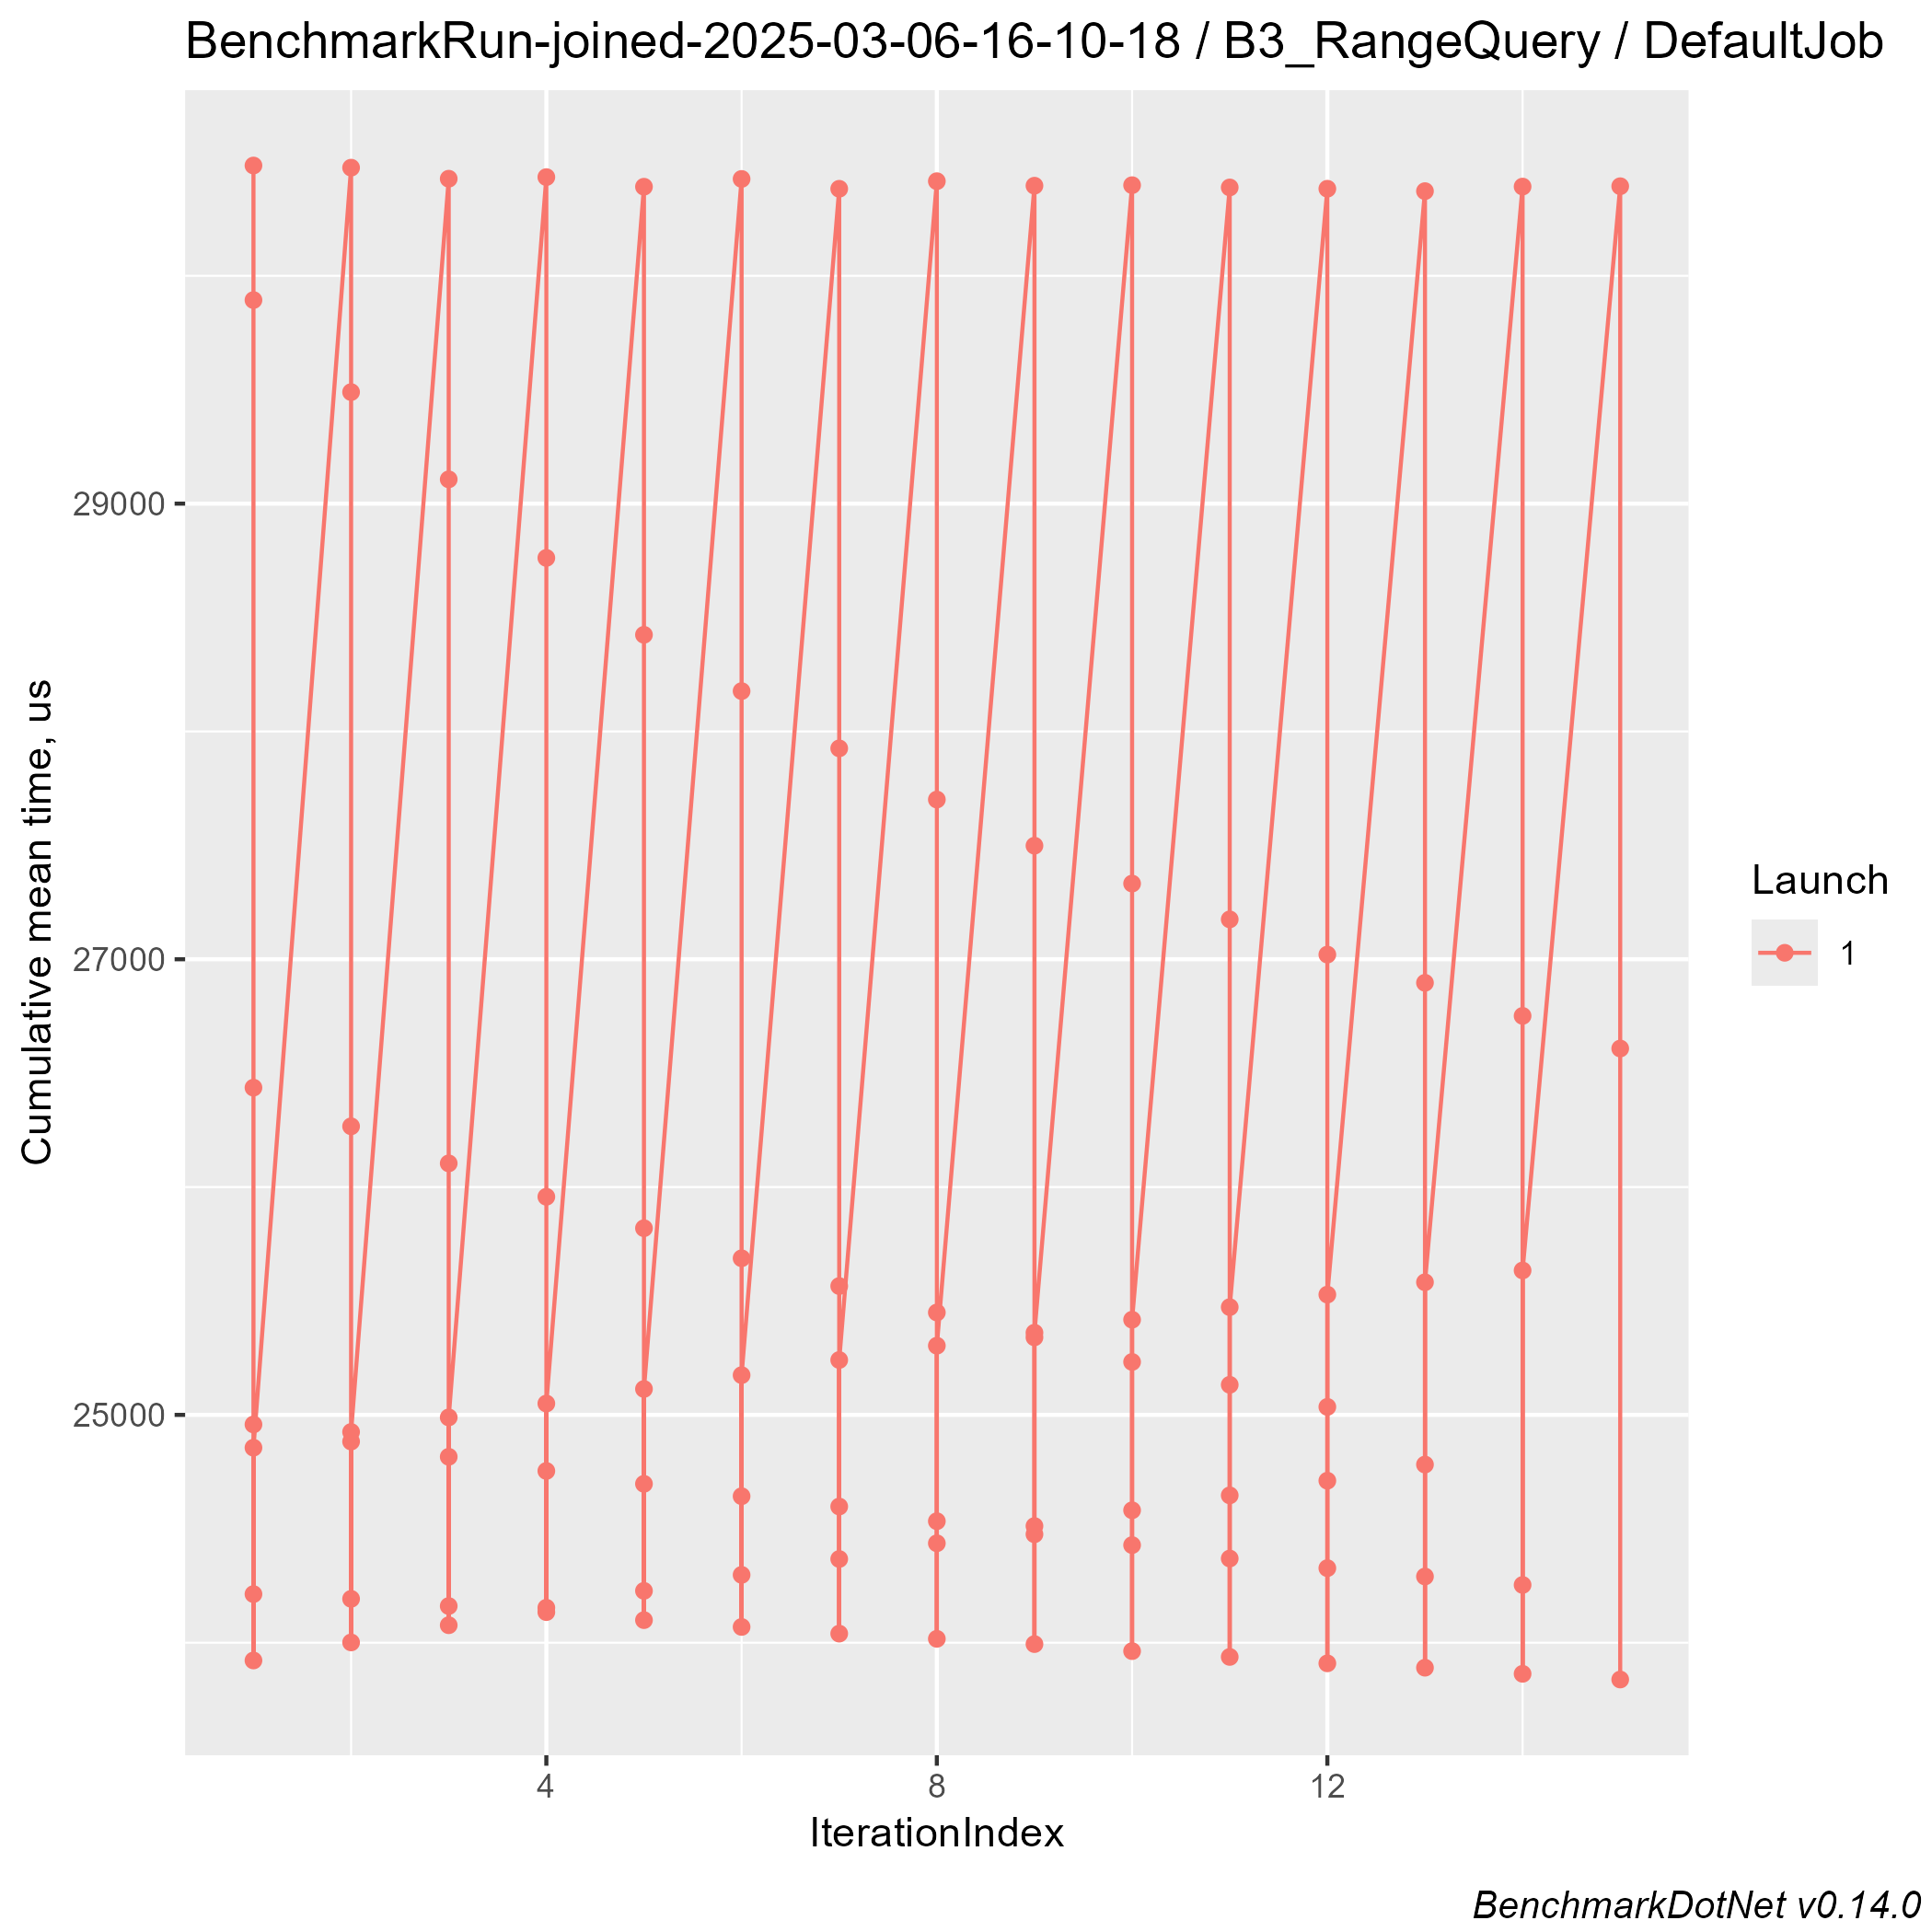 BenchmarkRun-joined-2025-03-06-16-10-18 / B3_RangeQuery / DefaultJob
Cumulative mean time, us
29000
27000
25000
4
8
12
IterationIndex
Launch
1
BenchmarkDotNet v0.14.0